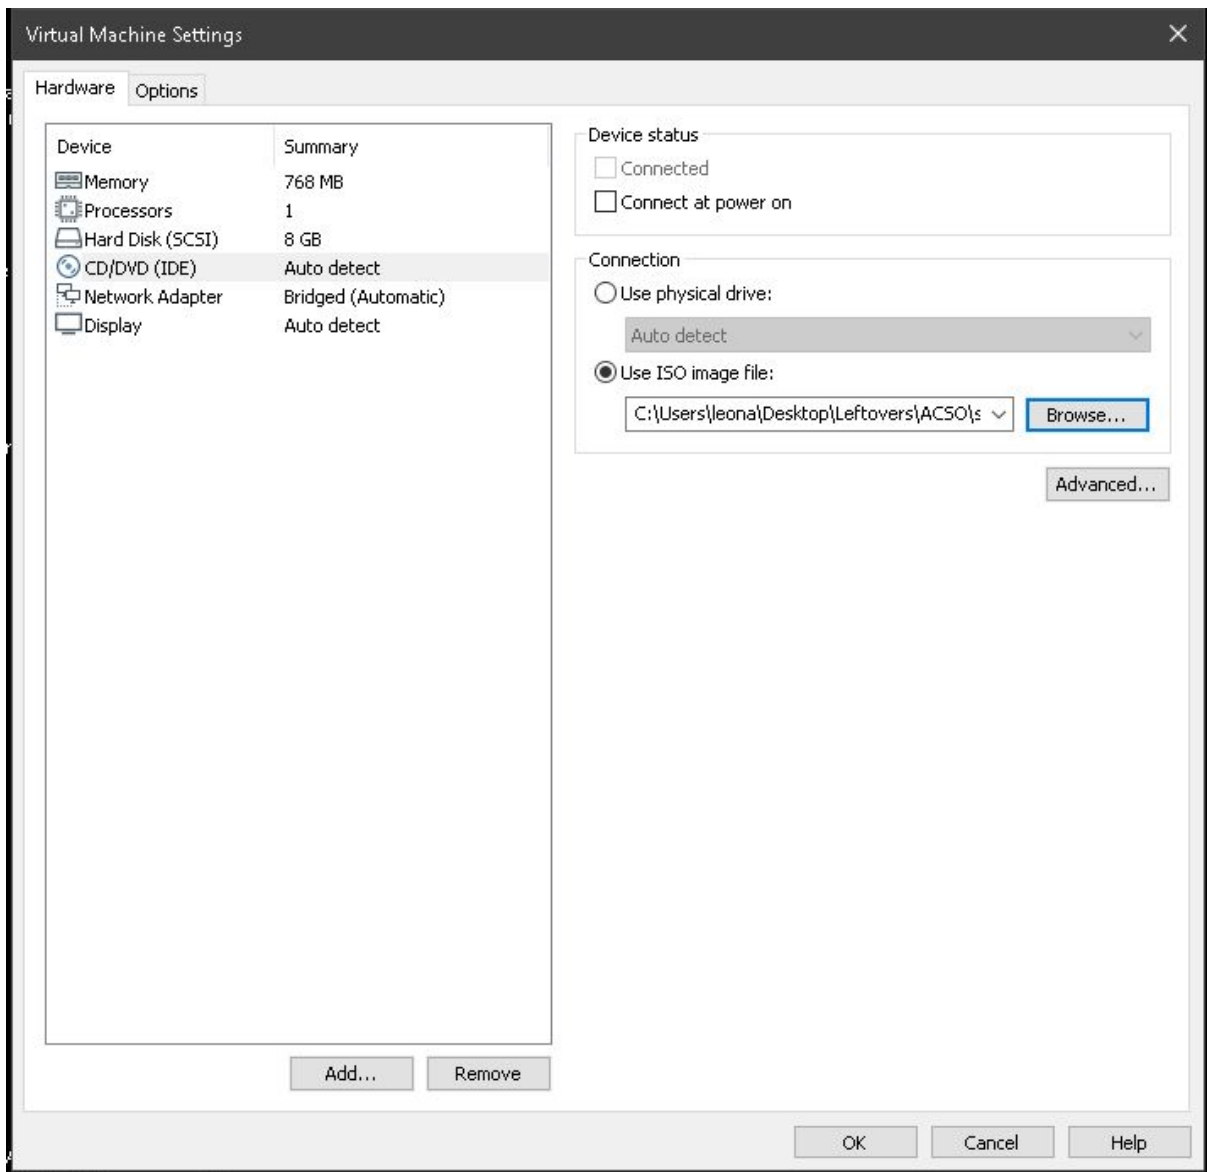 Virtual Machine Settings
Hardware Options
Device Summary
Memory 768 MB
Processors 1
Hard Disk (SCSI) 8 GB
CD/DVD (IDE) Auto detect
Network Adapter Bridged (Automatic)
Display Auto detect
Add... Remove
Device status
Connected
Connect at power on
Connection
Use physical drive:
Auto detect
Use ISO image file:
C:\Users\leona\Desktop\Leftovers\ACSO\s Browse...
Advanced...
OK Cancel Help